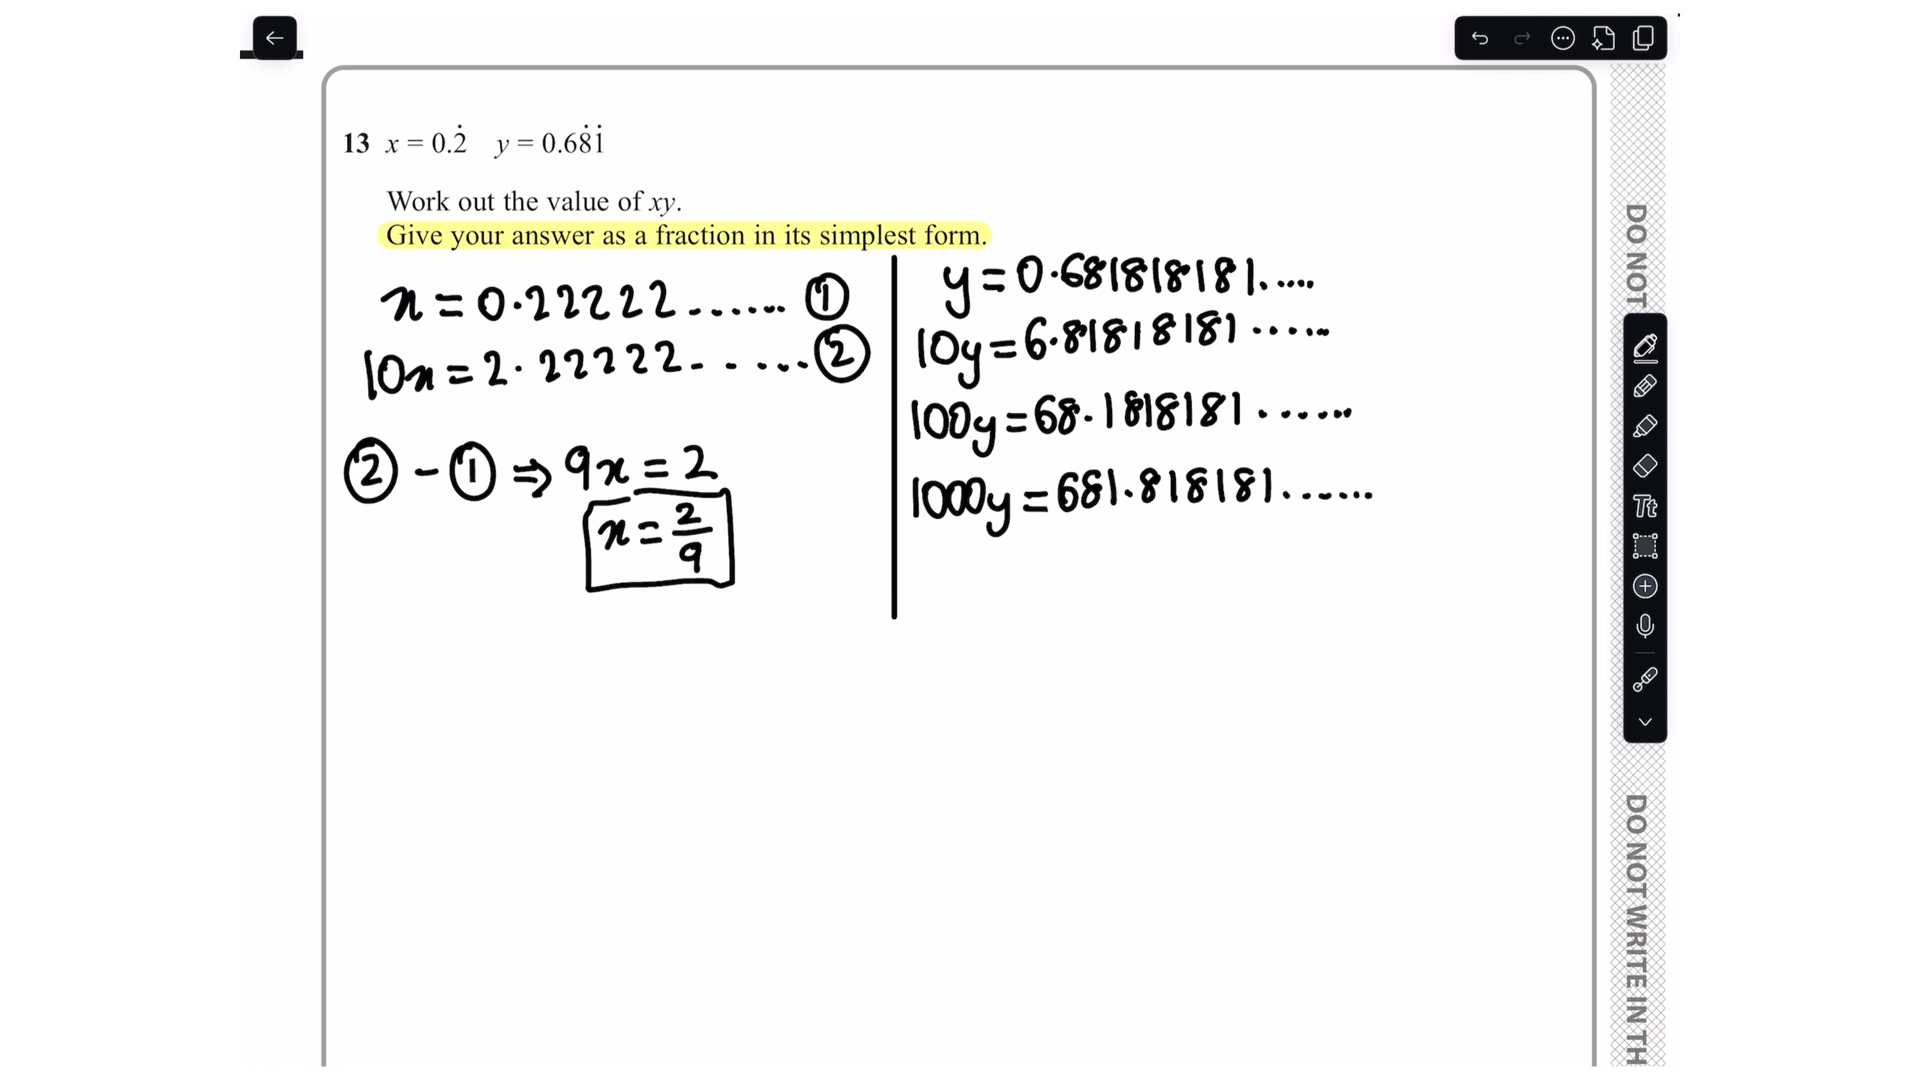 13 x = 0.2̇ y = 0.68̇1̇
Work out the value of xy.
Give your answer as a fraction in its simplest form.
x = 0.22222....... ①
10x = 2.22222...... ②
② - ① ⇒ 9x = 2
x = 2/9
y = 0.681818181.....
10y = 6.81818181......
100y = 68.1818181......
1000y = 681.818181.......
Tt
DO NOT
DO NOT WRITE IN TH